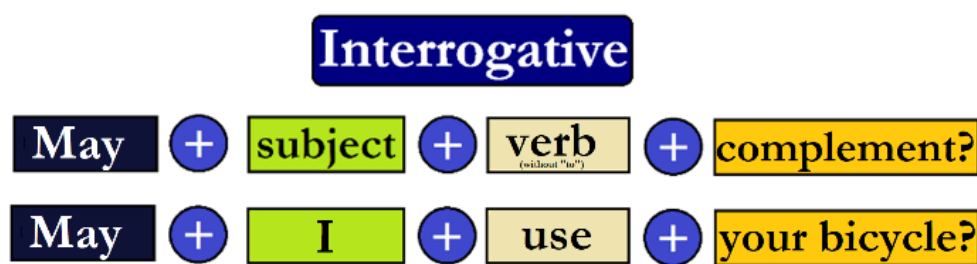 Interrogative
May + subject + verb + complement?
(without "to")
May + I + use + your bicycle?